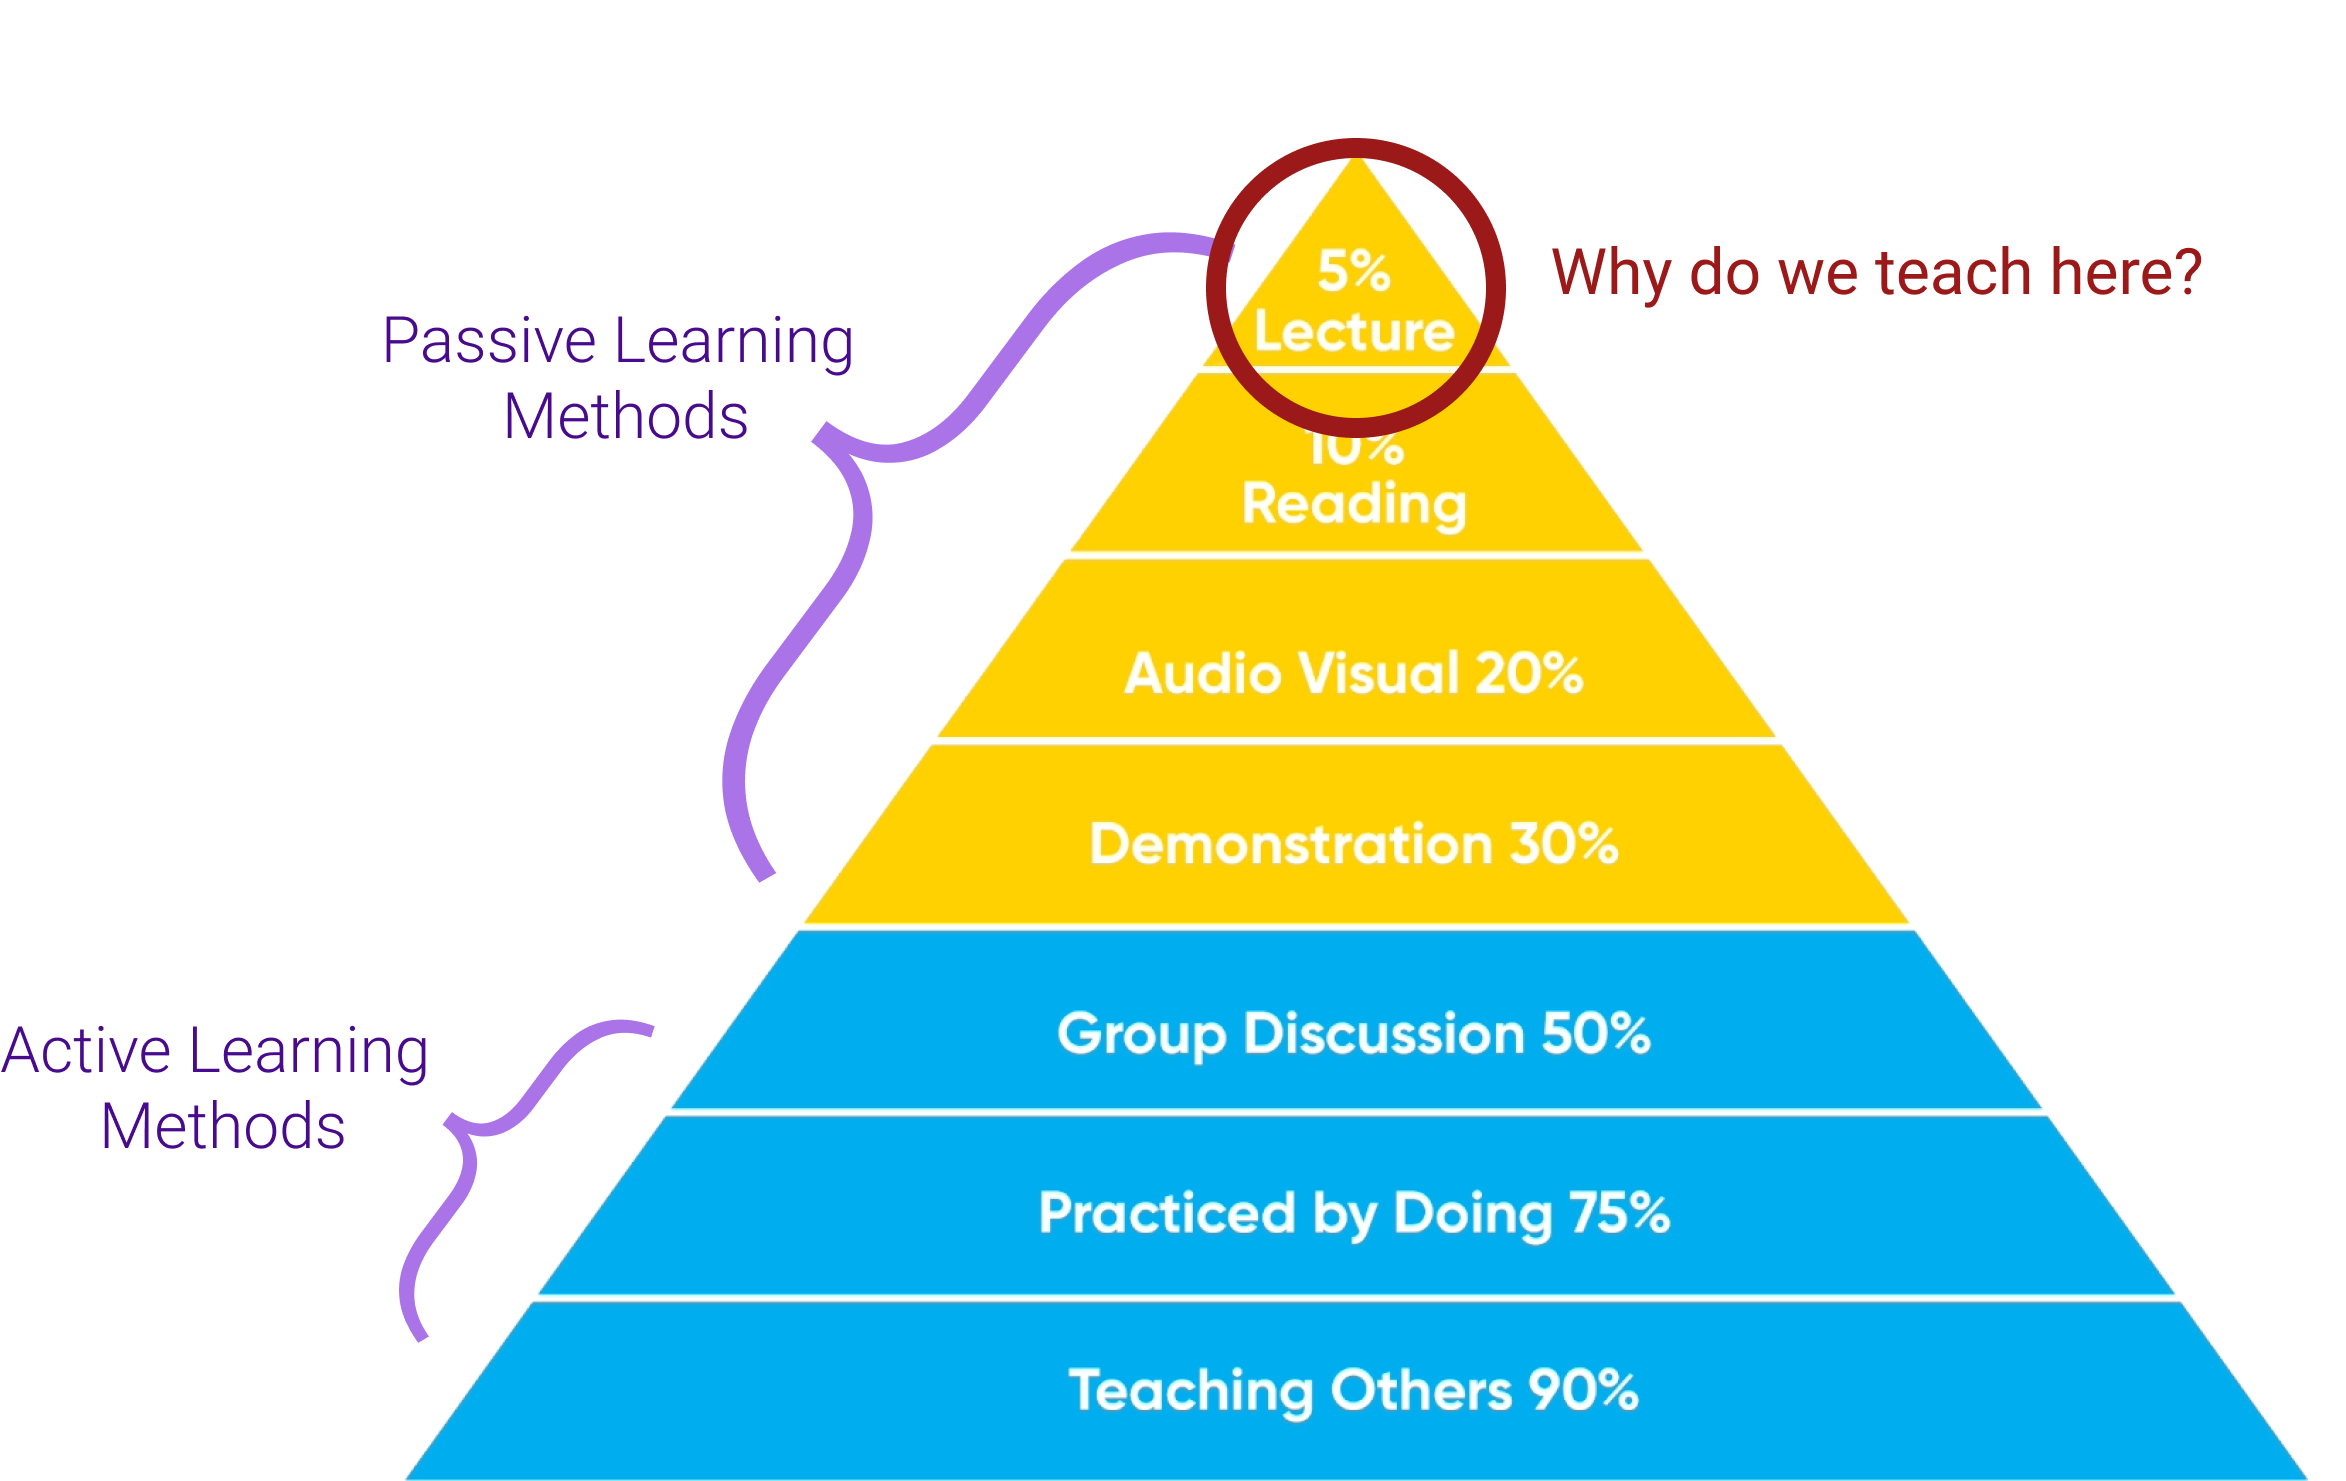 5%
Lecture
Why do we teach here?
Passive Learning
Methods
10%
Reading
Audio Visual 20%
Demonstration 30%
Group Discussion 50%
Active Learning
Methods
Practiced by Doing 75%
Teaching Others 90%